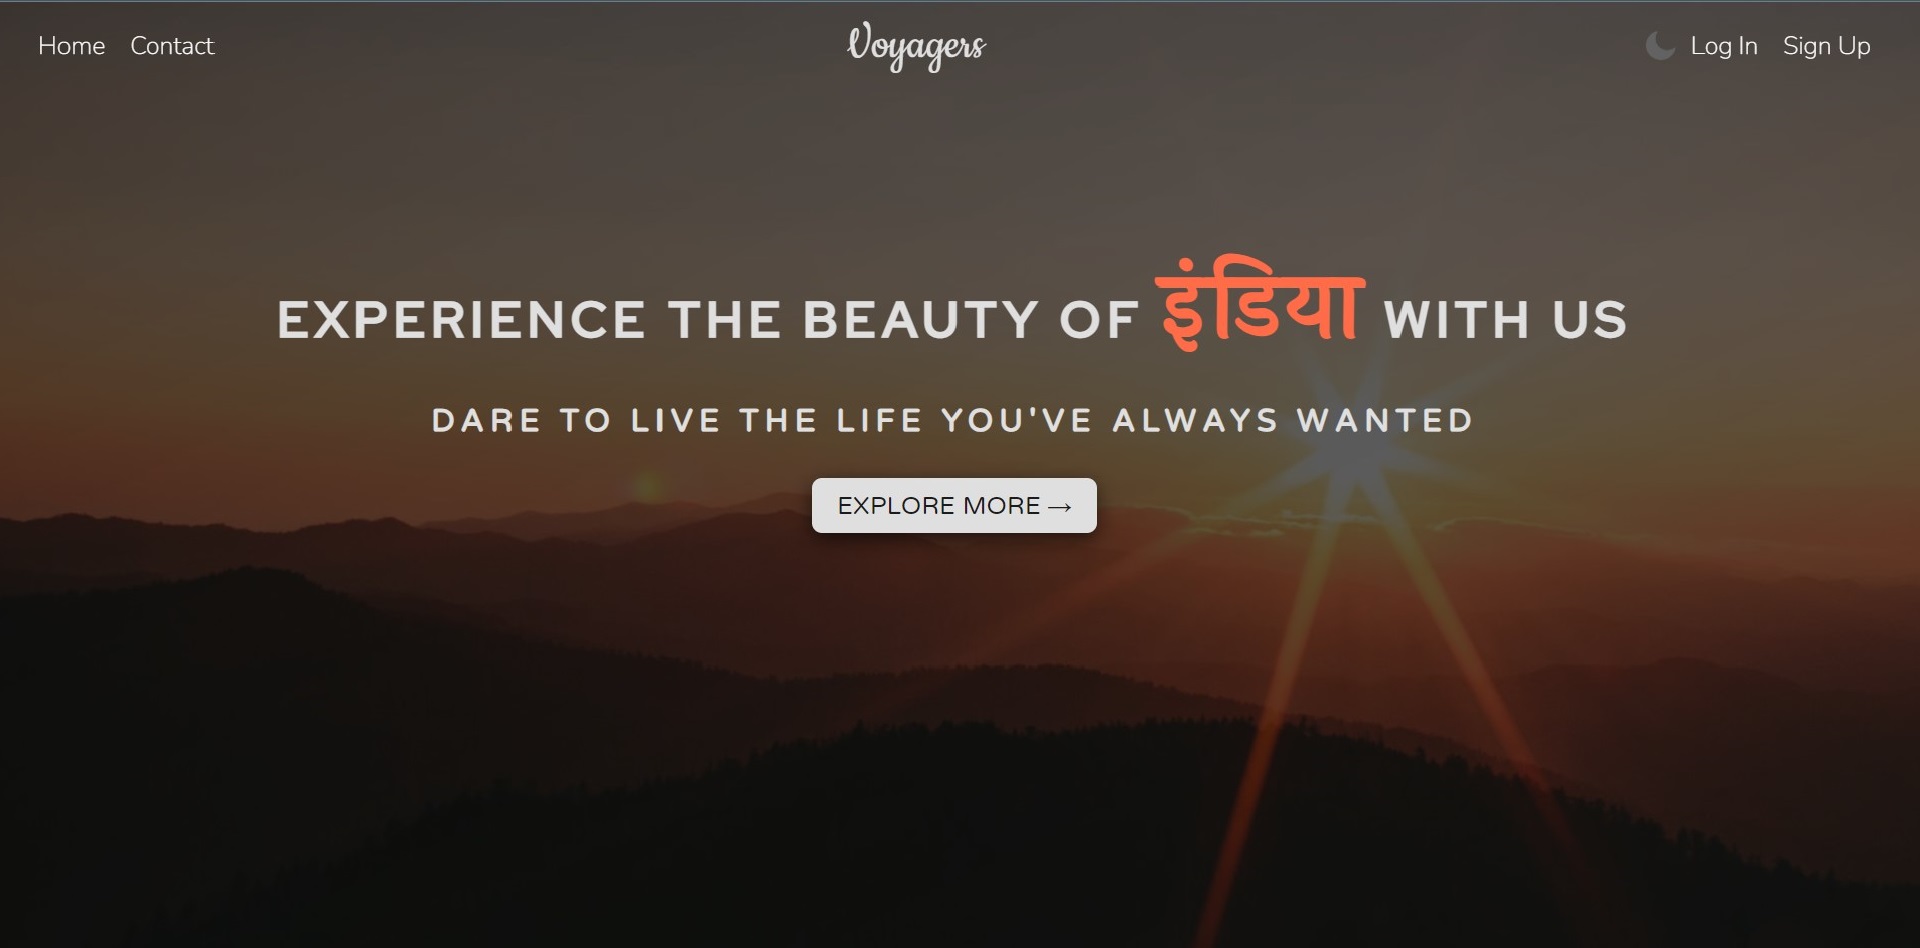 Home Contact Voyagers Log In Sign Up
EXPERIENCE THE BEAUTY OF इंडिया WITH US
DARE TO LIVE THE LIFE YOU'VE ALWAYS WANTED
EXPLORE MORE →